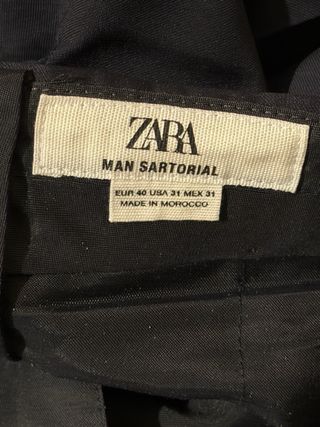 ZARA
MAN SARTORIAL
EUR 40 USA 31 MEX 31
MADE IN MOROCCO